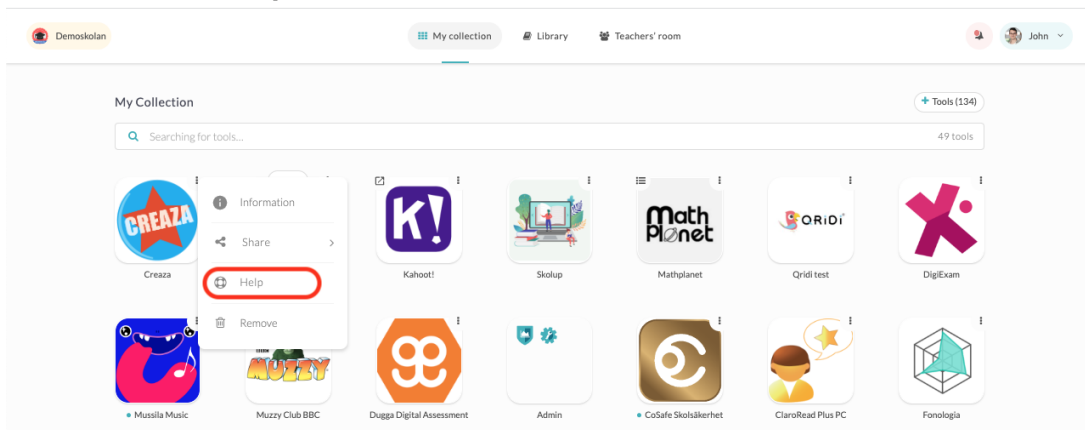 Demoskolan
My collection
Library
Teachers' room
John
My Collection
+ Tools (134)
Searching for tools...
49 tools
CREAZA
Information
Share
Help
Remove
K!
Math
Planet
QRIDI
Creaza
Kahoot!
Skolup
Mathplanet
Qridi test
DigiExam
MUZZY
Mussila Music
Muzzy Club BBC
Dugga Digital Assessment
Admin
CoSafe Skolsäkerhet
ClaroRead Plus PC
Fonologia